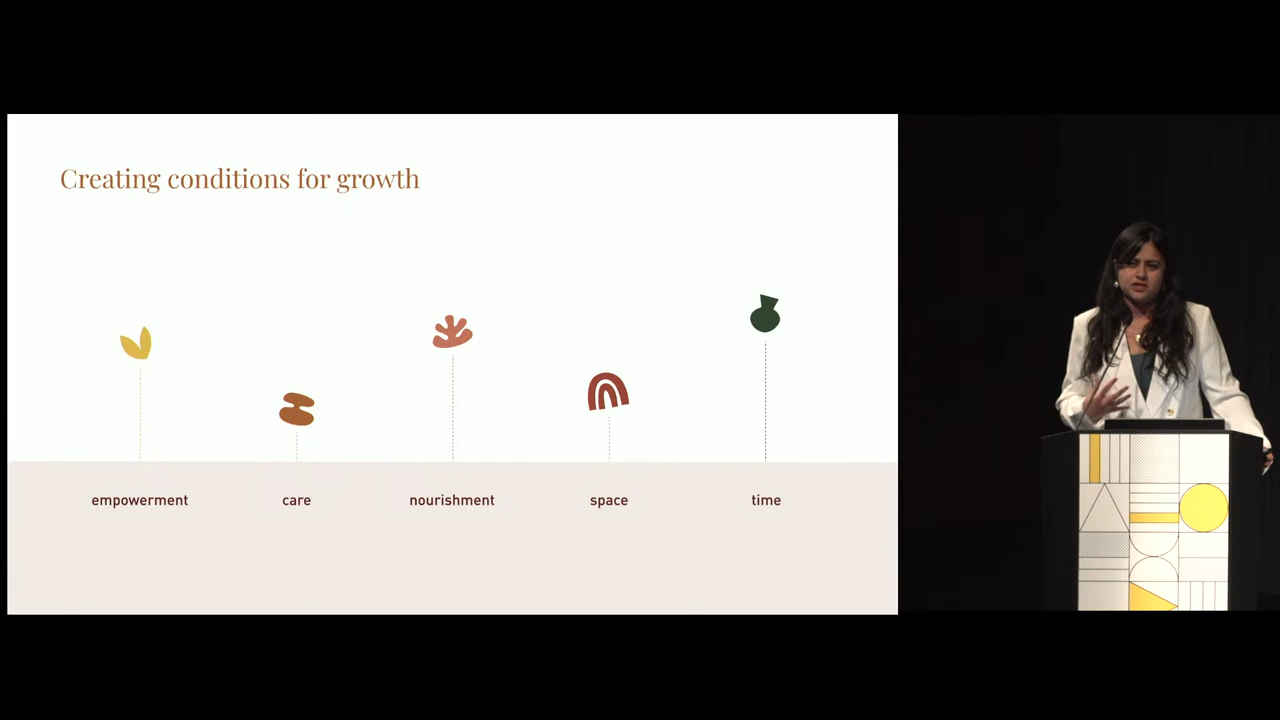 Creating conditions for growth
empowerment
care
nourishment
space
time